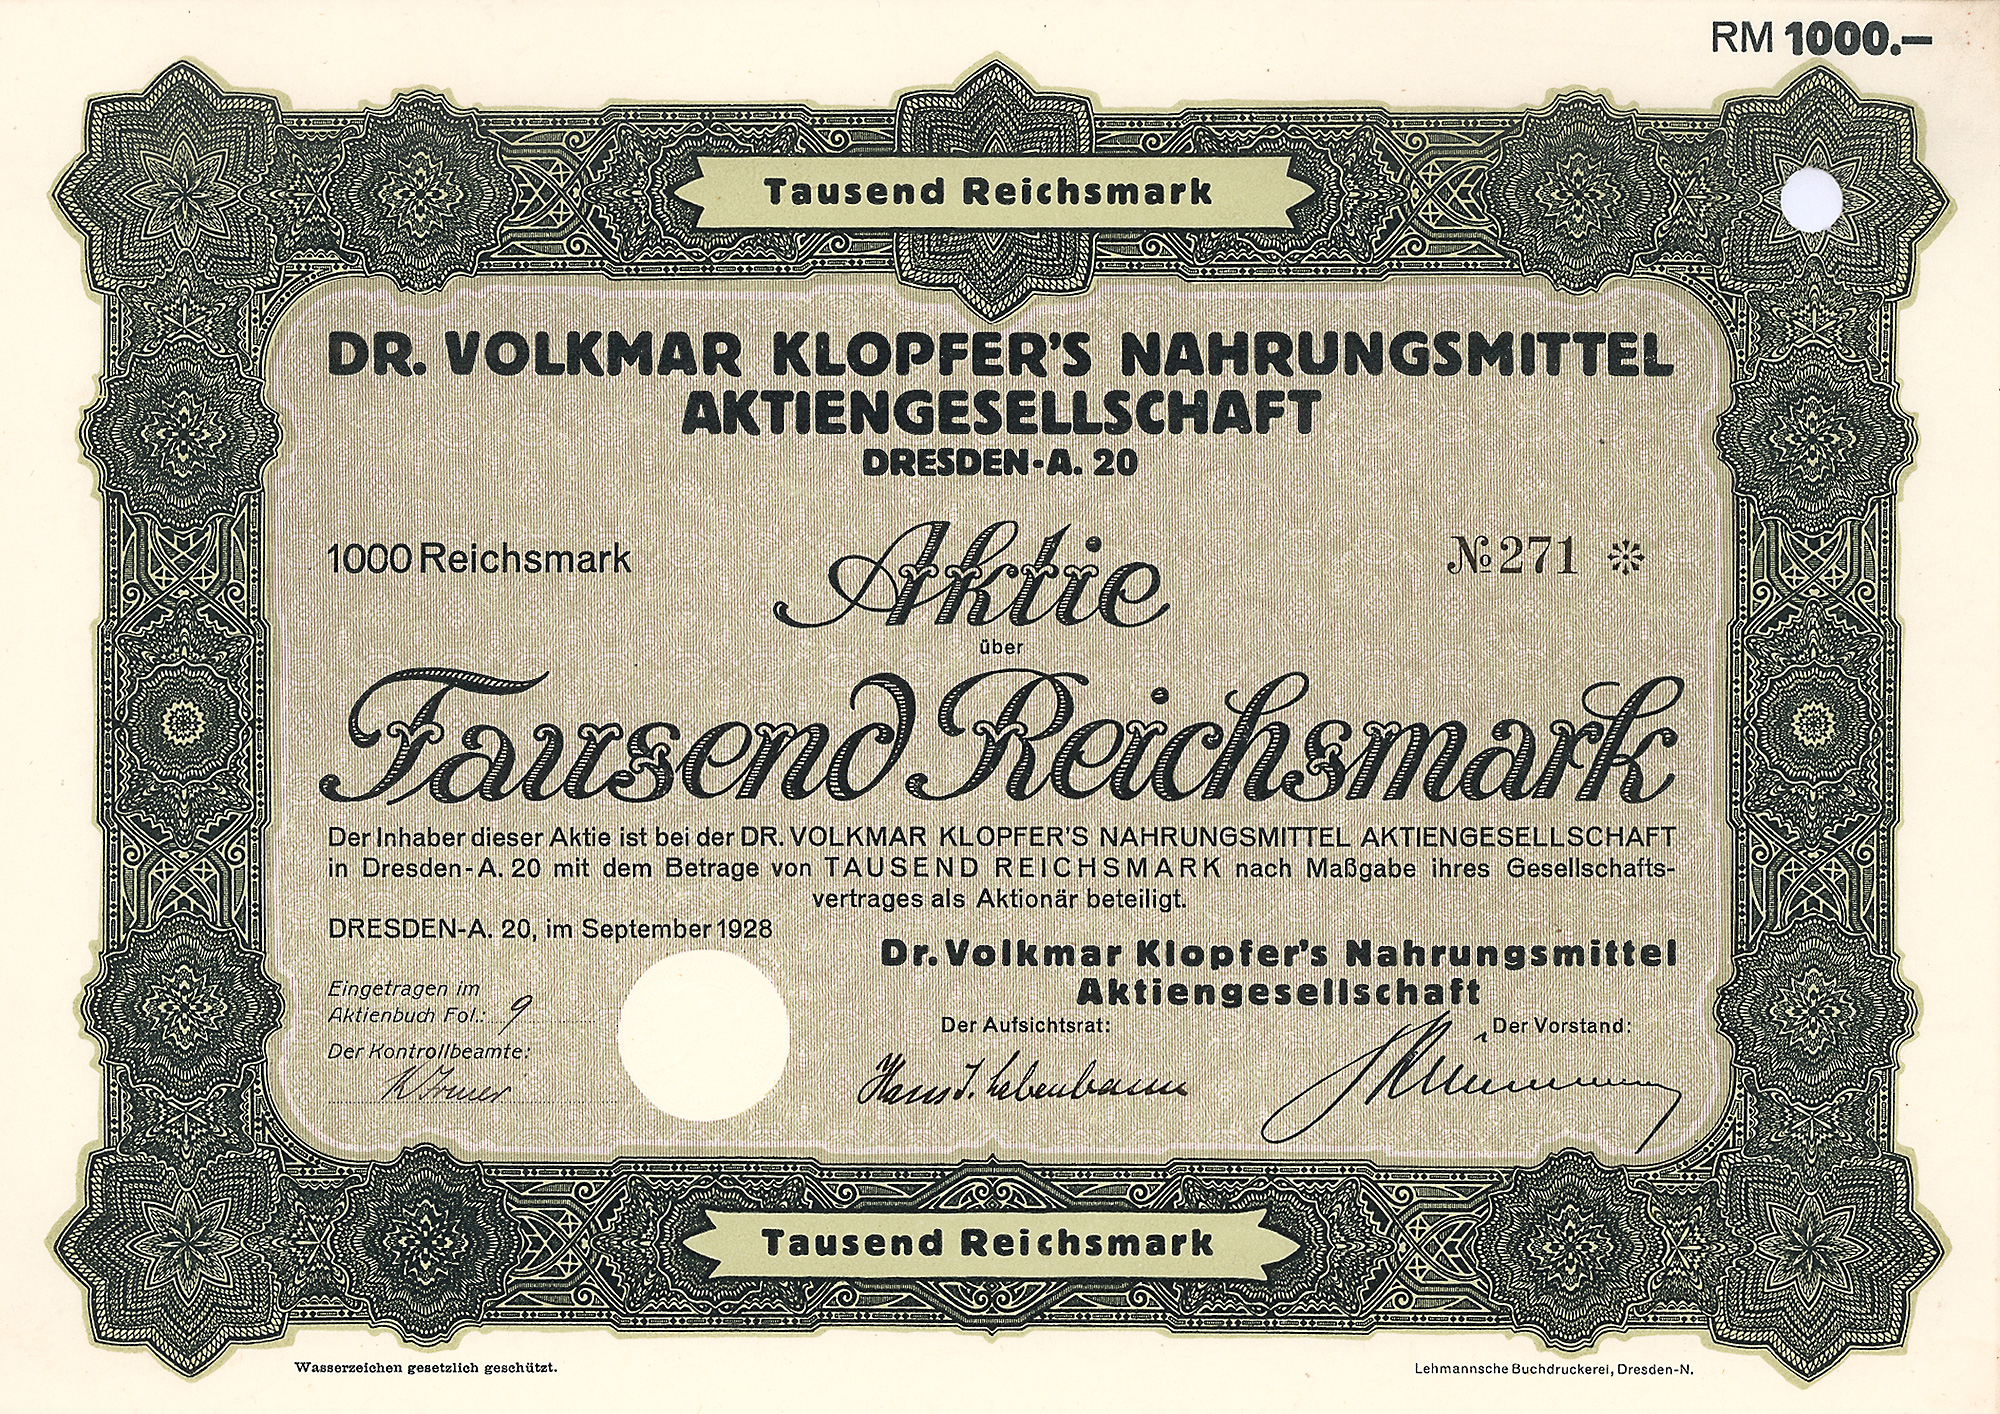 RM 1000.—
Tausend Reichsmark
DR. VOLKMAR KLOPFER'S NAHRUNGSMITTEL
AKTIENGESELLSCHAFT
DRESDEN-A. 20
1000 Reichsmark
Aktie
№ 271 *
über
Tausend Reichsmark
Der Inhaber dieser Aktie ist bei der DR. VOLKMAR KLOPFER'S NAHRUNGSMITTEL AKTIENGESELLSCHAFT
in Dresden-A. 20 mit dem Betrage von TAUSEND REICHSMARK nach Maßgabe ihres Gesellschafts-
vertrages als Aktionär beteiligt.
DRESDEN-A. 20, im September 1928
Dr. Volkmar Klopfer's Nahrungsmittel
Aktiengesellschaft
Eingetragen im
Aktienbuch Fol.: 9
Der Kontrollbeamte:
Der Aufsichtsrat:
Der Vorstand:
Hans J. Lebenbaum
Tausend Reichsmark
Wasserzeichen gesetzlich geschützt.
Lehmannsche Buchdruckerei, Dresden-N.